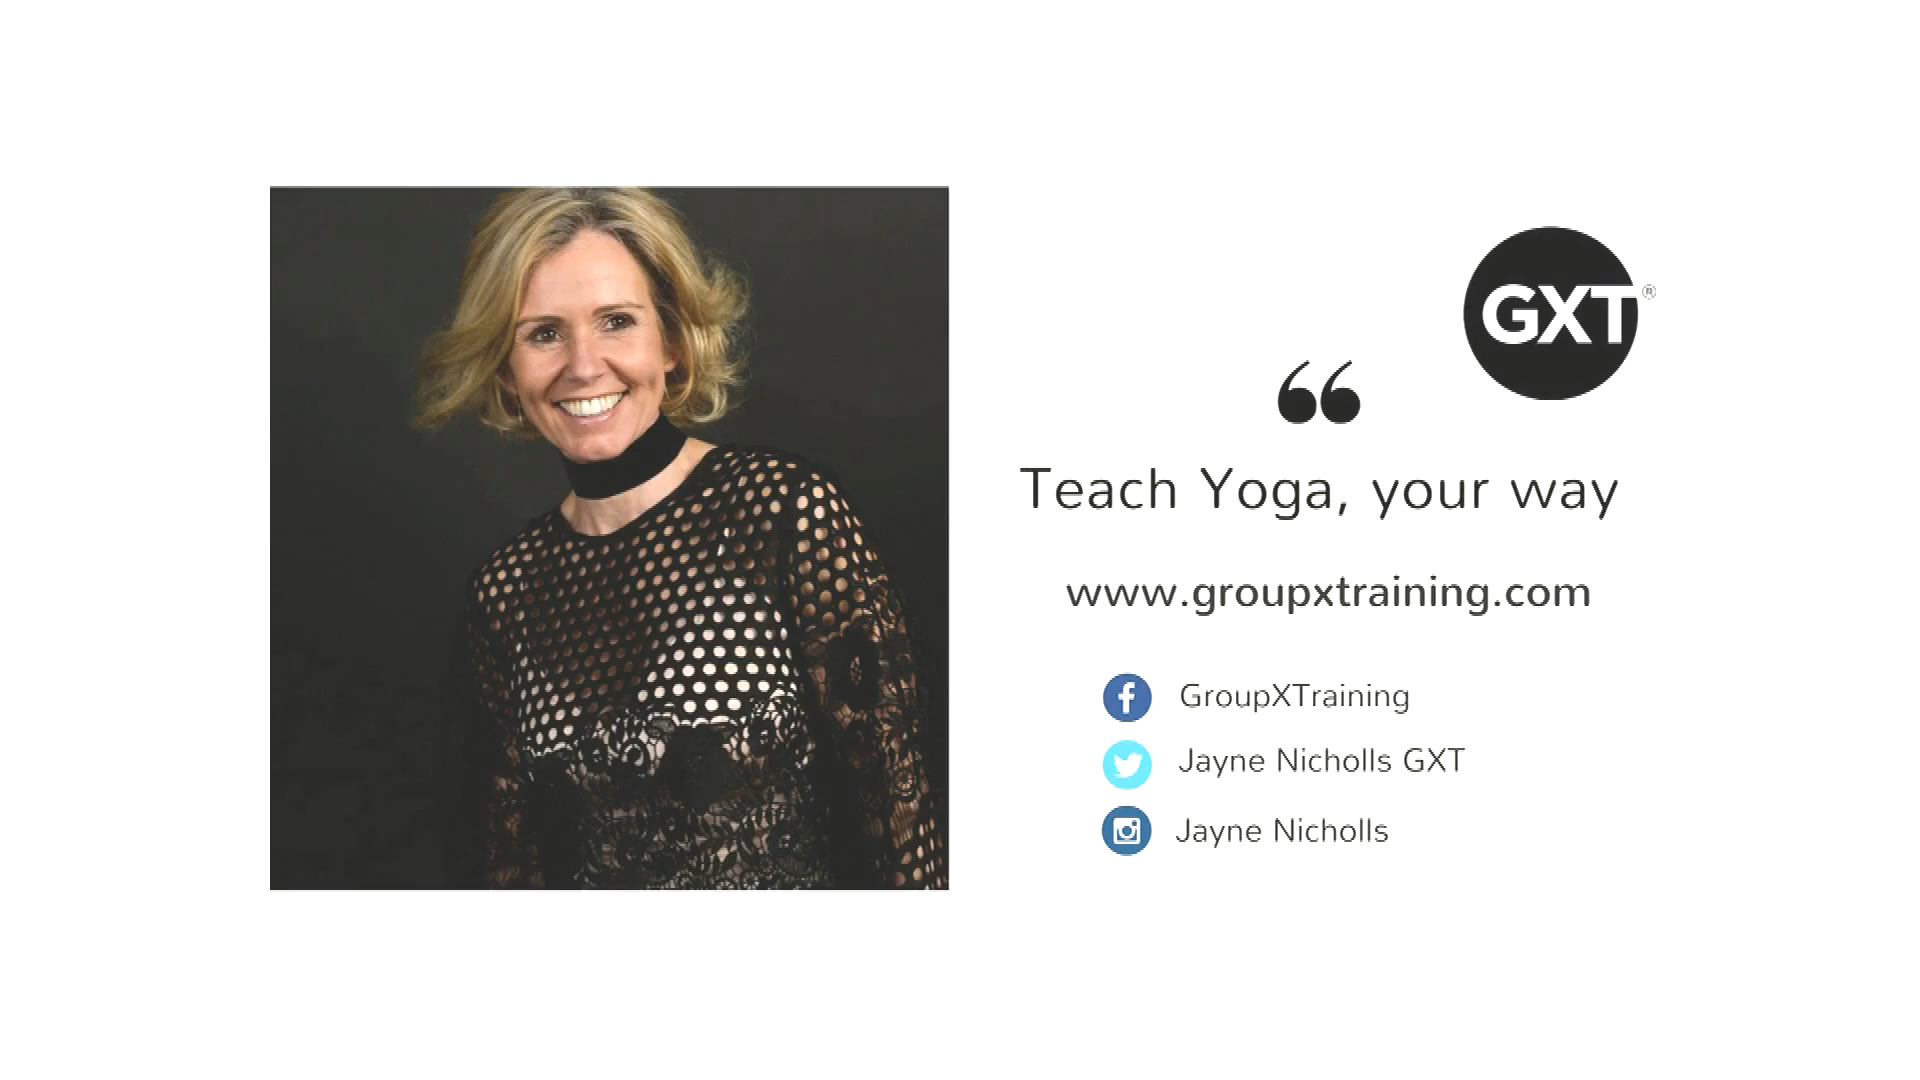 GXT®
“
Teach Yoga, your way
www.groupxtraining.com
GroupXTraining
Jayne Nicholls GXT
Jayne Nicholls